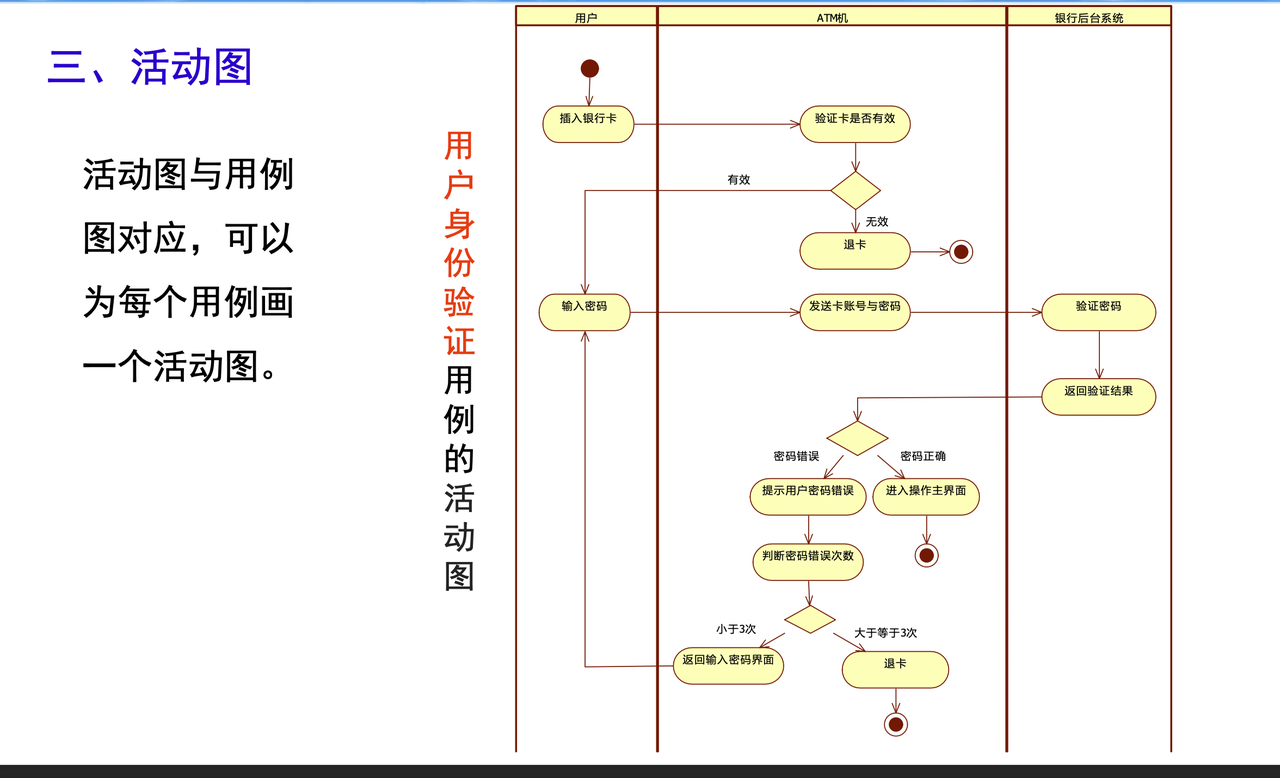 三、活动图
活动图与用例
图对应，可以
为每个用例画
一个活动图。
用户身份验证用例的活动图
用户
ATM机
银行后台系统
插入银行卡
验证卡是否有效
有效
无效
退卡
输入密码
发送卡账号与密码
验证密码
返回验证结果
密码错误
密码正确
提示用户密码错误
进入操作主界面
判断密码错误次数
小于3次
大于等于3次
返回输入密码界面
退卡